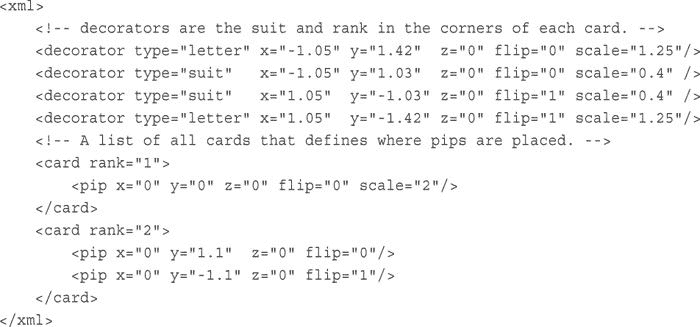 <xml>
    <!-- decorators are the suit and rank in the corners of each card. -->
    <decorator type="letter" x="-1.05" y="1.42"  z="0" flip="0" scale="1.25"/>
    <decorator type="suit"   x="-1.05" y="1.03"  z="0" flip="0" scale="0.4" />
    <decorator type="suit"   x="1.05"  y="-1.03" z="0" flip="1" scale="0.4" />
    <decorator type="letter" x="1.05"  y="-1.42" z="0" flip="1" scale="1.25"/>
    <!-- A list of all cards that defines where pips are placed. -->
    <card rank="1">
        <pip x="0" y="0" z="0" flip="0" scale="2"/>
    </card>
    <card rank="2">
        <pip x="0" y="1.1"  z="0" flip="0"/>
        <pip x="0" y="-1.1" z="0" flip="1"/>
    </card>
</xml>